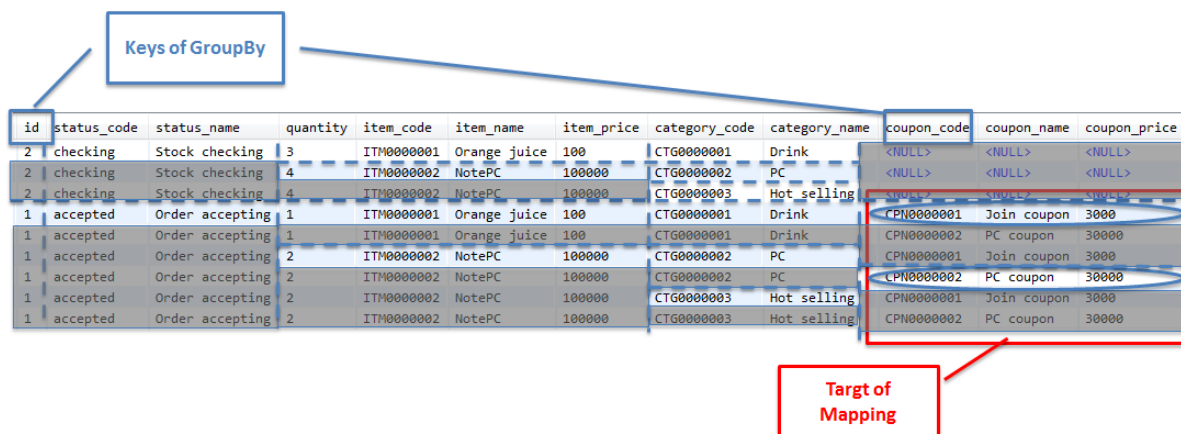 Keys of GroupBy
id status_code status_name quantity item_code item_name item_price category_code category_name coupon_code coupon_name coupon_price
2 checking Stock checking 3 ITM0000001 Orange juice 100 CTG0000001 Drink <NULL> <NULL> <NULL>
2 checking Stock checking 4 ITM0000002 NotePC 100000 CTG0000002 PC <NULL> <NULL> <NULL>
2 checking Stock checking 4 ITM0000002 NotePC 100000 CTG0000003 Hot selling <NULL> <NULL> <NULL>
1 accepted Order accepting 1 ITM0000001 Orange juice 100 CTG0000001 Drink CPN0000001 Join coupon 3000
1 accepted Order accepting 1 ITM0000001 Orange juice 100 CTG0000001 Drink CPN0000002 PC coupon 30000
1 accepted Order accepting 2 ITM0000002 NotePC 100000 CTG0000002 PC CPN0000001 Join coupon 3000
1 accepted Order accepting 2 ITM0000002 NotePC 100000 CTG0000002 PC CPN0000002 PC coupon 30000
1 accepted Order accepting 2 ITM0000002 NotePC 100000 CTG0000003 Hot selling CPN0000001 Join coupon 3000
1 accepted Order accepting 2 ITM0000002 NotePC 100000 CTG0000003 Hot selling CPN0000002 PC coupon 30000
Targt of
Mapping